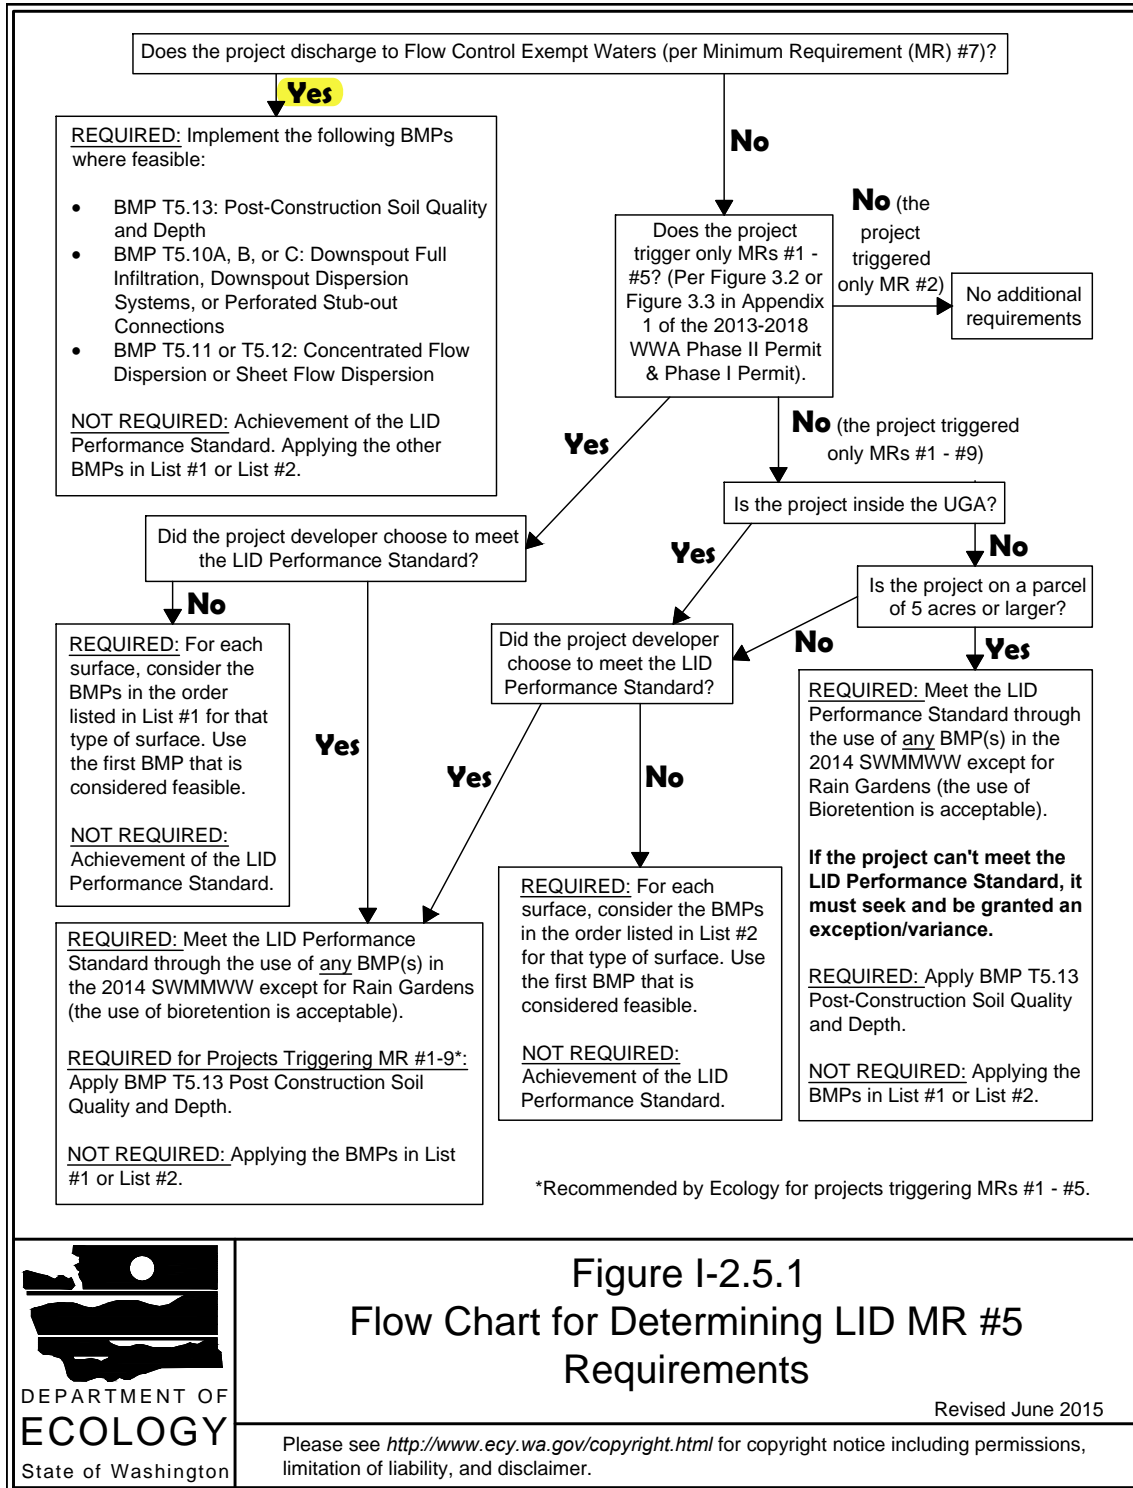 Does the project discharge to Flow Control Exempt Waters (per Minimum Requirement (MR) #7)?
Yes
REQUIRED: Implement the following BMPs
where feasible:
• BMP T5.13: Post-Construction Soil Quality
and Depth
• BMP T5.10A, B, or C: Downspout Full
Infiltration, Downspout Dispersion
Systems, or Perforated Stub-out
Connections
• BMP T5.11 or T5.12: Concentrated Flow
Dispersion or Sheet Flow Dispersion
NOT REQUIRED: Achievement of the LID
Performance Standard. Applying the other
BMPs in List #1 or List #2.
No
Does the project
trigger only MRs #1 -
#5? (Per Figure 3.2 or
Figure 3.3 in Appendix
1 of the 2013-2018
WWA Phase II Permit
& Phase I Permit).
No (the
project
triggered
only MR #2)
No additional
requirements
Yes
No (the project triggered
only MRs #1 - #9)
Is the project inside the UGA?
Did the project developer choose to meet
the LID Performance Standard?
Yes
No
Is the project on a parcel
of 5 acres or larger?
No
REQUIRED: For each
surface, consider the
BMPs in the order
listed in List #1 for that
type of surface. Use
the first BMP that is
considered feasible.
NOT REQUIRED:
Achievement of the LID
Performance Standard.
Yes
Did the project developer
choose to meet the LID
Performance Standard?
No
Yes
Yes
No
REQUIRED: Meet the LID
Performance Standard through
the use of any BMP(s) in the
2014 SWMMWW except for
Rain Gardens (the use of
Bioretention is acceptable).
If the project can't meet the
LID Performance Standard, it
must seek and be granted an
exception/variance.
REQUIRED: Apply BMP T5.13
Post-Construction Soil Quality
and Depth.
NOT REQUIRED: Applying the
BMPs in List #1 or List #2.
REQUIRED: For each
surface, consider the BMPs
in the order listed in List #2
for that type of surface. Use
the first BMP that is
considered feasible.
NOT REQUIRED:
Achievement of the LID
Performance Standard.
REQUIRED: Meet the LID Performance
Standard through the use of any BMP(s) in
the 2014 SWMMWW except for Rain Gardens
(the use of bioretention is acceptable).
REQUIRED for Projects Triggering MR #1-9*:
Apply BMP T5.13 Post Construction Soil
Quality and Depth.
NOT REQUIRED: Applying the BMPs in List
#1 or List #2.
*Recommended by Ecology for projects triggering MRs #1 - #5.
DEPARTMENT OF
ECOLOGY
State of Washington
Figure I-2.5.1
Flow Chart for Determining LID MR #5
Requirements
Revised June 2015
Please see http://www.ecy.wa.gov/copyright.html for copyright notice including permissions,
limitation of liability, and disclaimer.